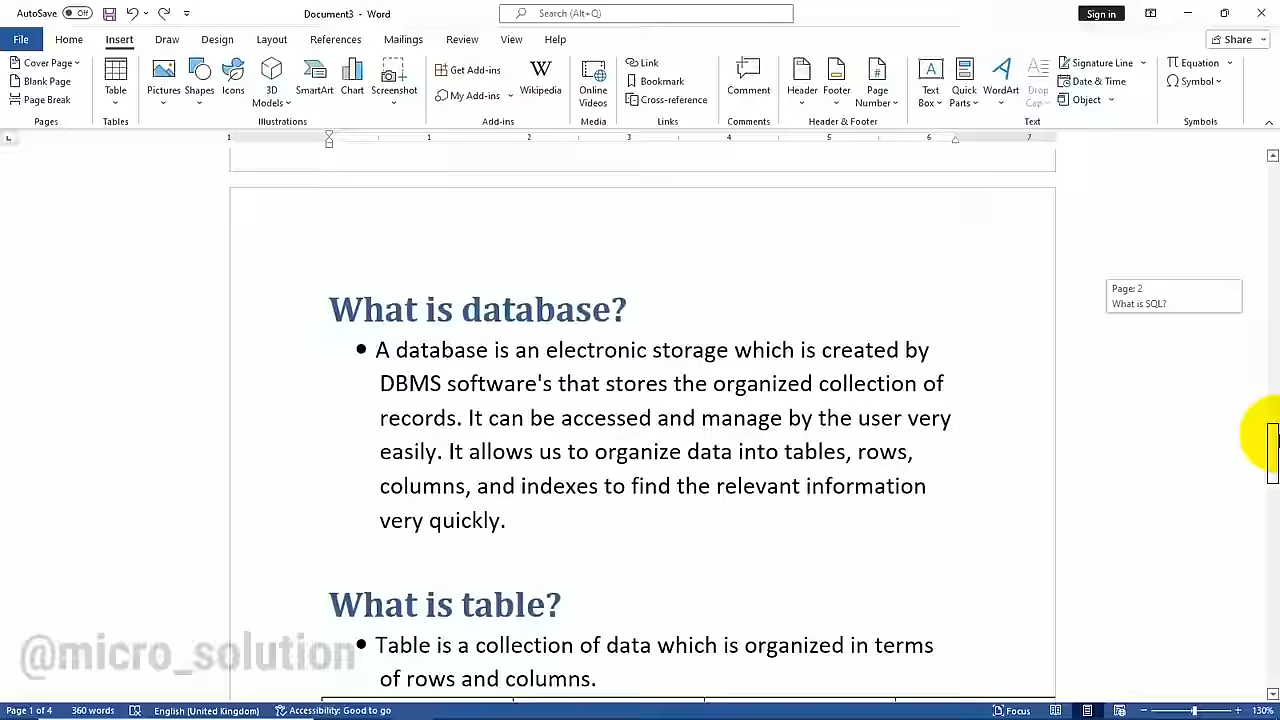 AutoSave Off Document3 - Word Search (Alt+Q) Sign in
File Home Insert Draw Design Layout References Mailings Review View Help Share
Cover Page
Blank Page
Page Break
Pages
Table
Tables
Pictures Shapes Icons 3D Models SmartArt Chart Screenshot
Illustrations
Get Add-ins
My Add-ins
Wikipedia
Add-ins
Online Videos
Media
Link
Bookmark
Cross-reference
Links
Comment
Comments
Header Footer Page Number
Header & Footer
Text Box Quick Parts WordArt Drop Cap
Signature Line
Date & Time
Object
Text
Equation
Symbol
Symbols
1 1 2 3 4 5 6 7
Page: 2
What is SQL?
What is database?
• A database is an electronic storage which is created by
DBMS software's that stores the organized collection of
records. It can be accessed and manage by the user very
easily. It allows us to organize data into tables, rows,
columns, and indexes to find the relevant information
very quickly.
What is table?
• Table is a collection of data which is organized in terms
of rows and columns.
@micro_solution
Page 1 of 4 360 words English (United Kingdom) Accessibility: Good to go Focus 130%